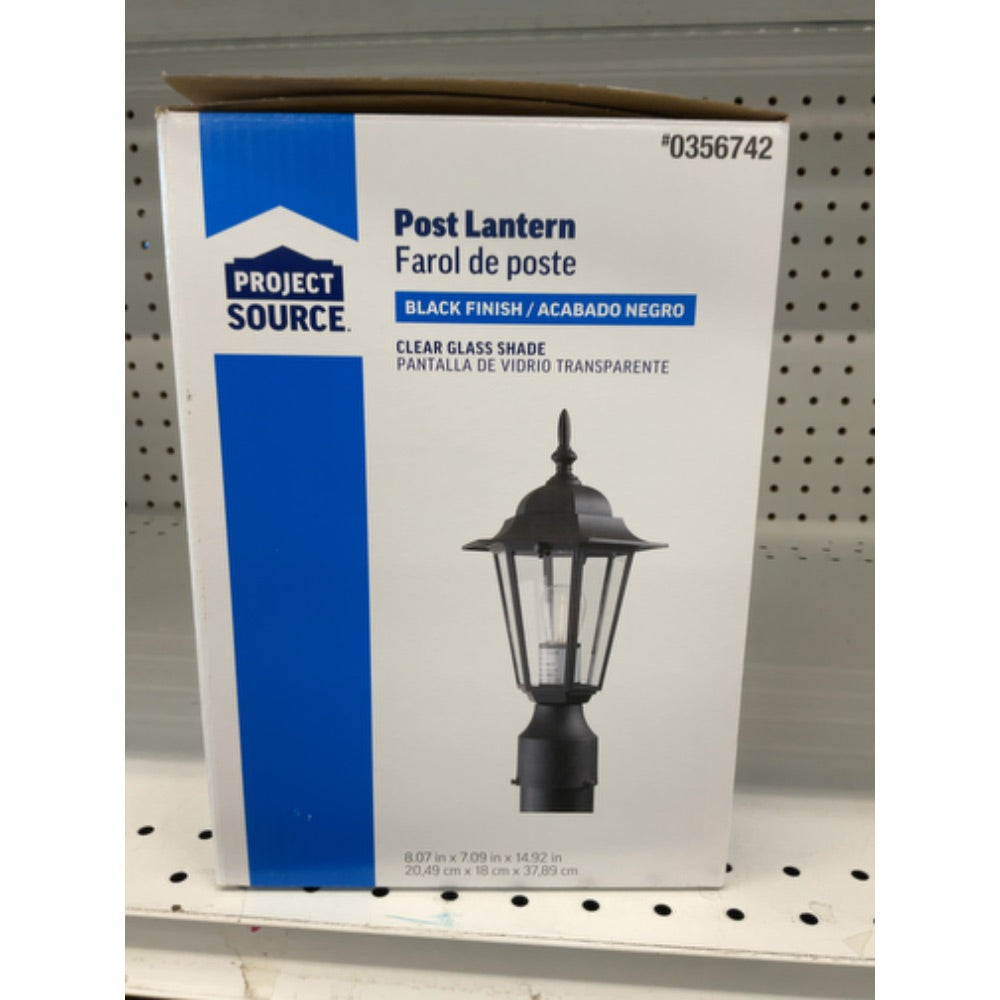 #0356742
Post Lantern
Farol de poste
PROJECT
SOURCE.
BLACK FINISH / ACABADO NEGRO
CLEAR GLASS SHADE
PANTALLA DE VIDRIO TRANSPARENTE
8.07 in x 7.09 in x 14.92 in
20,49 cm x 18 cm x 37,89 cm